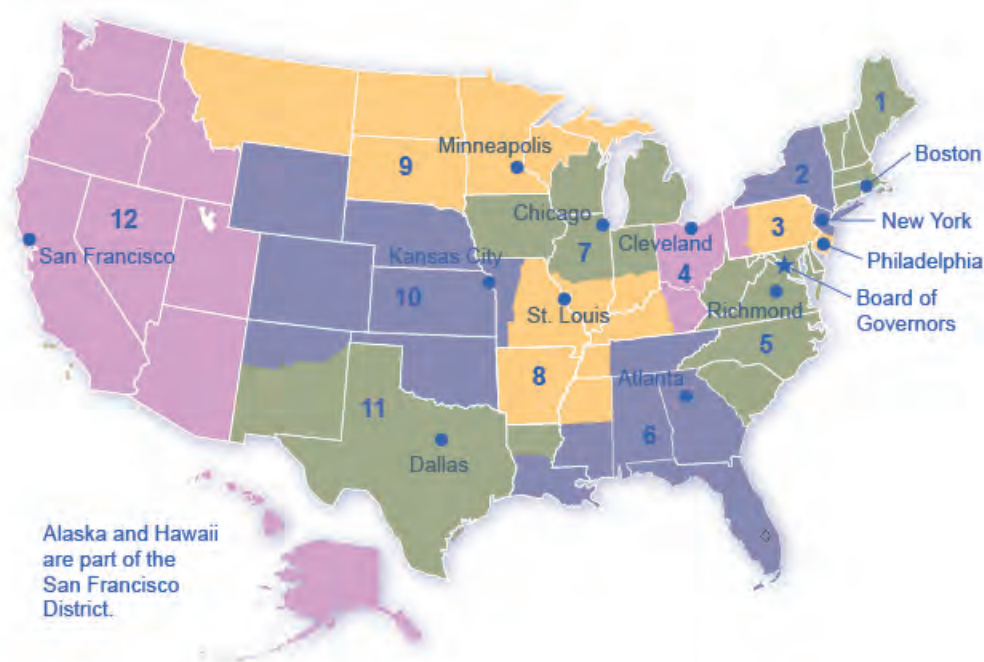 1
Boston
2
Minneapolis
9
New York
12
Chicago
3
San Francisco
Kansas City
7
Cleveland
Philadelphia
4
10
St. Louis
Richmond
Board of
Governors
5
8
Atlanta
11
6
Dallas
Alaska and Hawaii
are part of the
San Francisco
District.